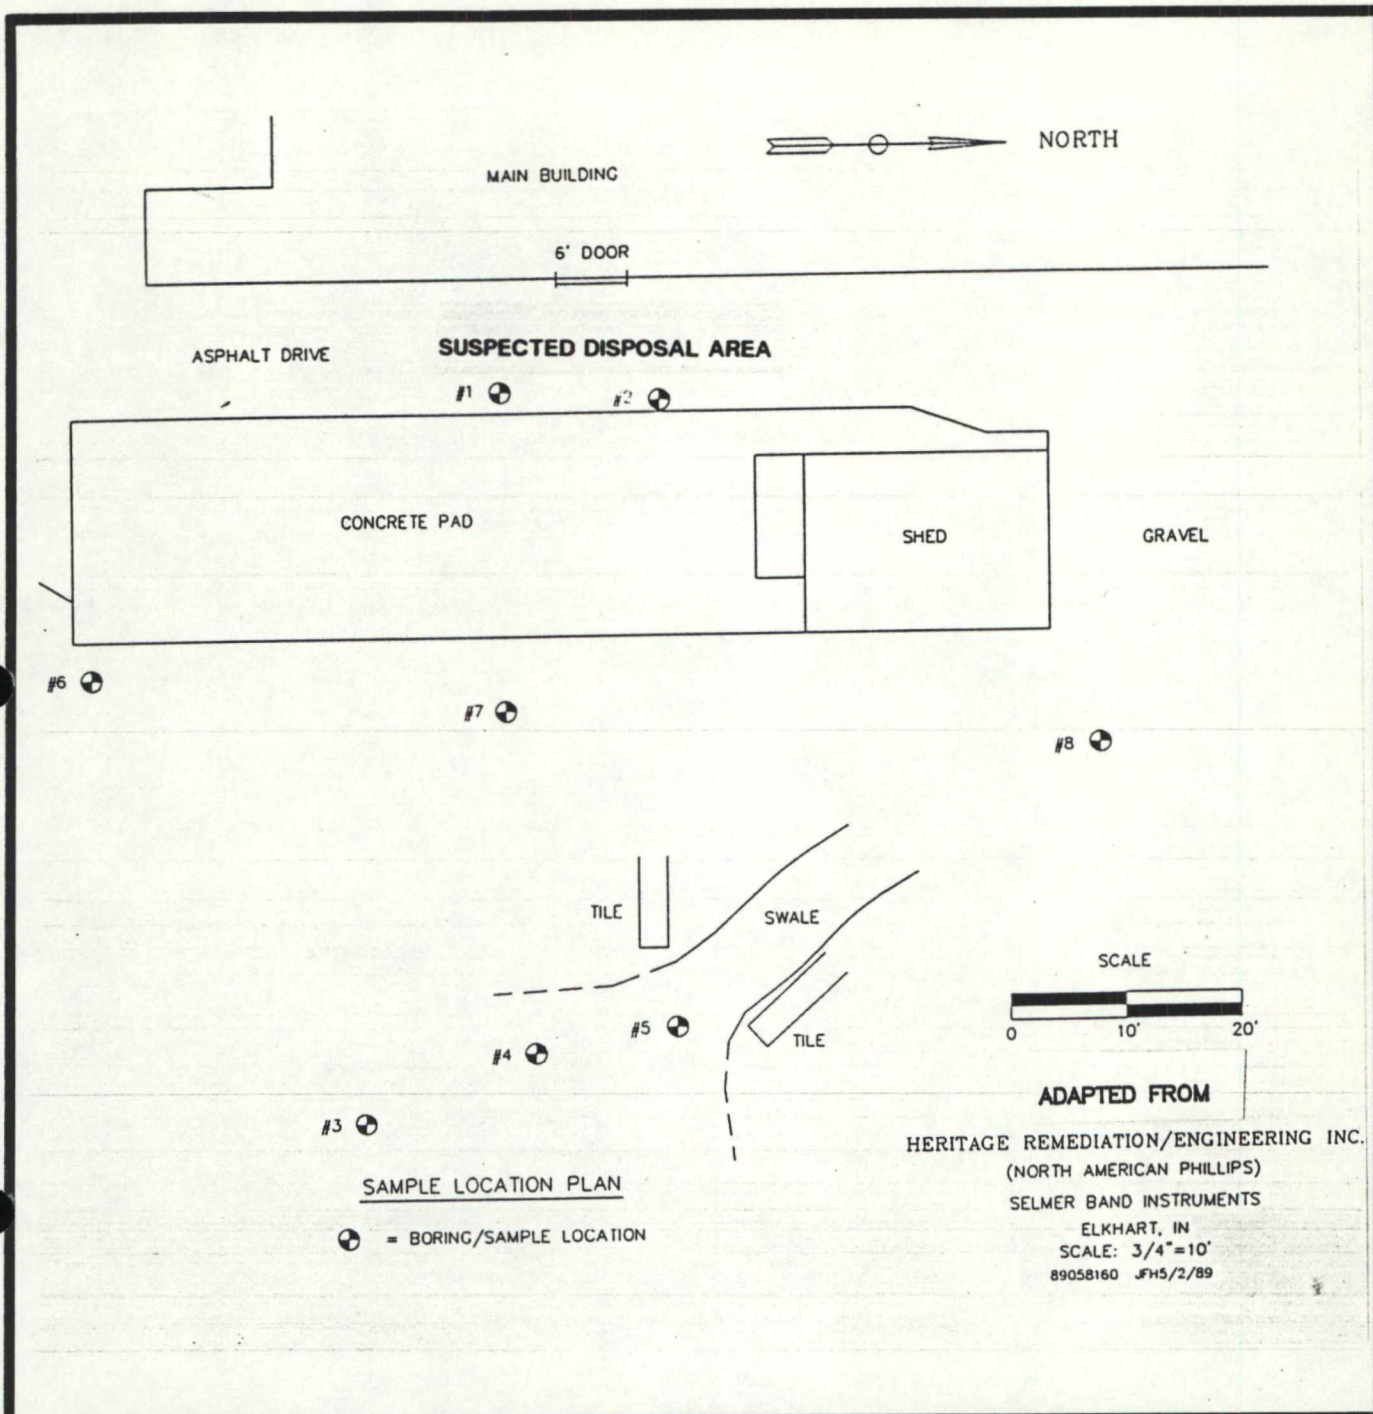 NORTH
MAIN BUILDING
6' DOOR
ASPHALT DRIVE
SUSPECTED DISPOSAL AREA
#1
#2
CONCRETE PAD
SHED
GRAVEL
#6
#7
#8
TILE
SWALE
SCALE
0 10' 20'
#5
TILE
#4
#3
ADAPTED FROM
HERITAGE REMEDIATION/ENGINEERING INC.
(NORTH AMERICAN PHILLIPS)
SELMER BAND INSTRUMENTS
ELKHART, IN
SCALE: 3/4"=10'
89058160 JFH5/2/89
SAMPLE LOCATION PLAN
= BORING/SAMPLE LOCATION